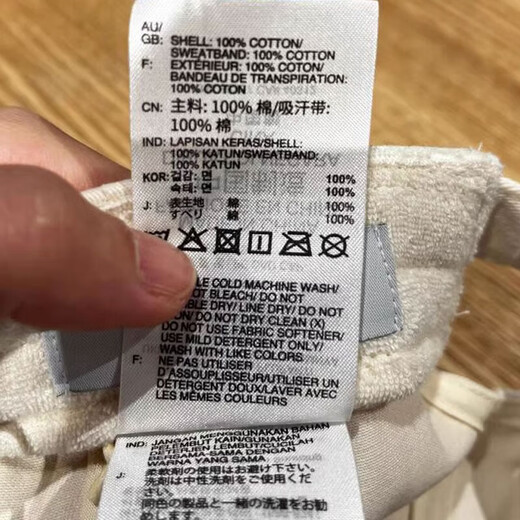 AU/
GB: SHELL: 100% COTTON/
SWEATBAND: 100% COTTON
F: EXTÉRIEUR: 100% COTON/
BANDEAU DE TRANSPIRATION:
100% COTON
CN: 主料: 100% 棉/吸汗带:
100% 棉
IND: LAPISAN KERAS/SHELL:
100% KATUN/SWEATBAND:
100% KATUN
KOR: 겉감: 면 100%
속테: 면 100%
J: 表生地 綿 100%
すべり 綿 100%
COLD MACHINE WASH/
BLEACH/ DO NOT
DRY/ LINE DRY/ DO NOT
DO NOT DRY CLEAN (X)
DO NOT USE FABRIC SOFTENER/
USE MILD DETERGENT ONLY/
WASH WITH LIKE COLORS
F: NE PAS UTILISER
D'ASSOUPLISSEUR/UTILISER UN
DETERGENT DOUX/LAVER AVEC
LES MÊMES COULEURS
IND: JANGAN MENGGUNAKAN BAHAN
PELEMBUT KAIN/GUNAKAN
DETERJEN LEMBUT/CUCILAH
BERSAMA-SAMA DENGAN
WARNA YANG SAMA
J: 柔軟剤の使用はお避け下さい。
洗剤は中性洗剤をご使用下さい
同色の製品と一緒の洗濯をお勧め
します。